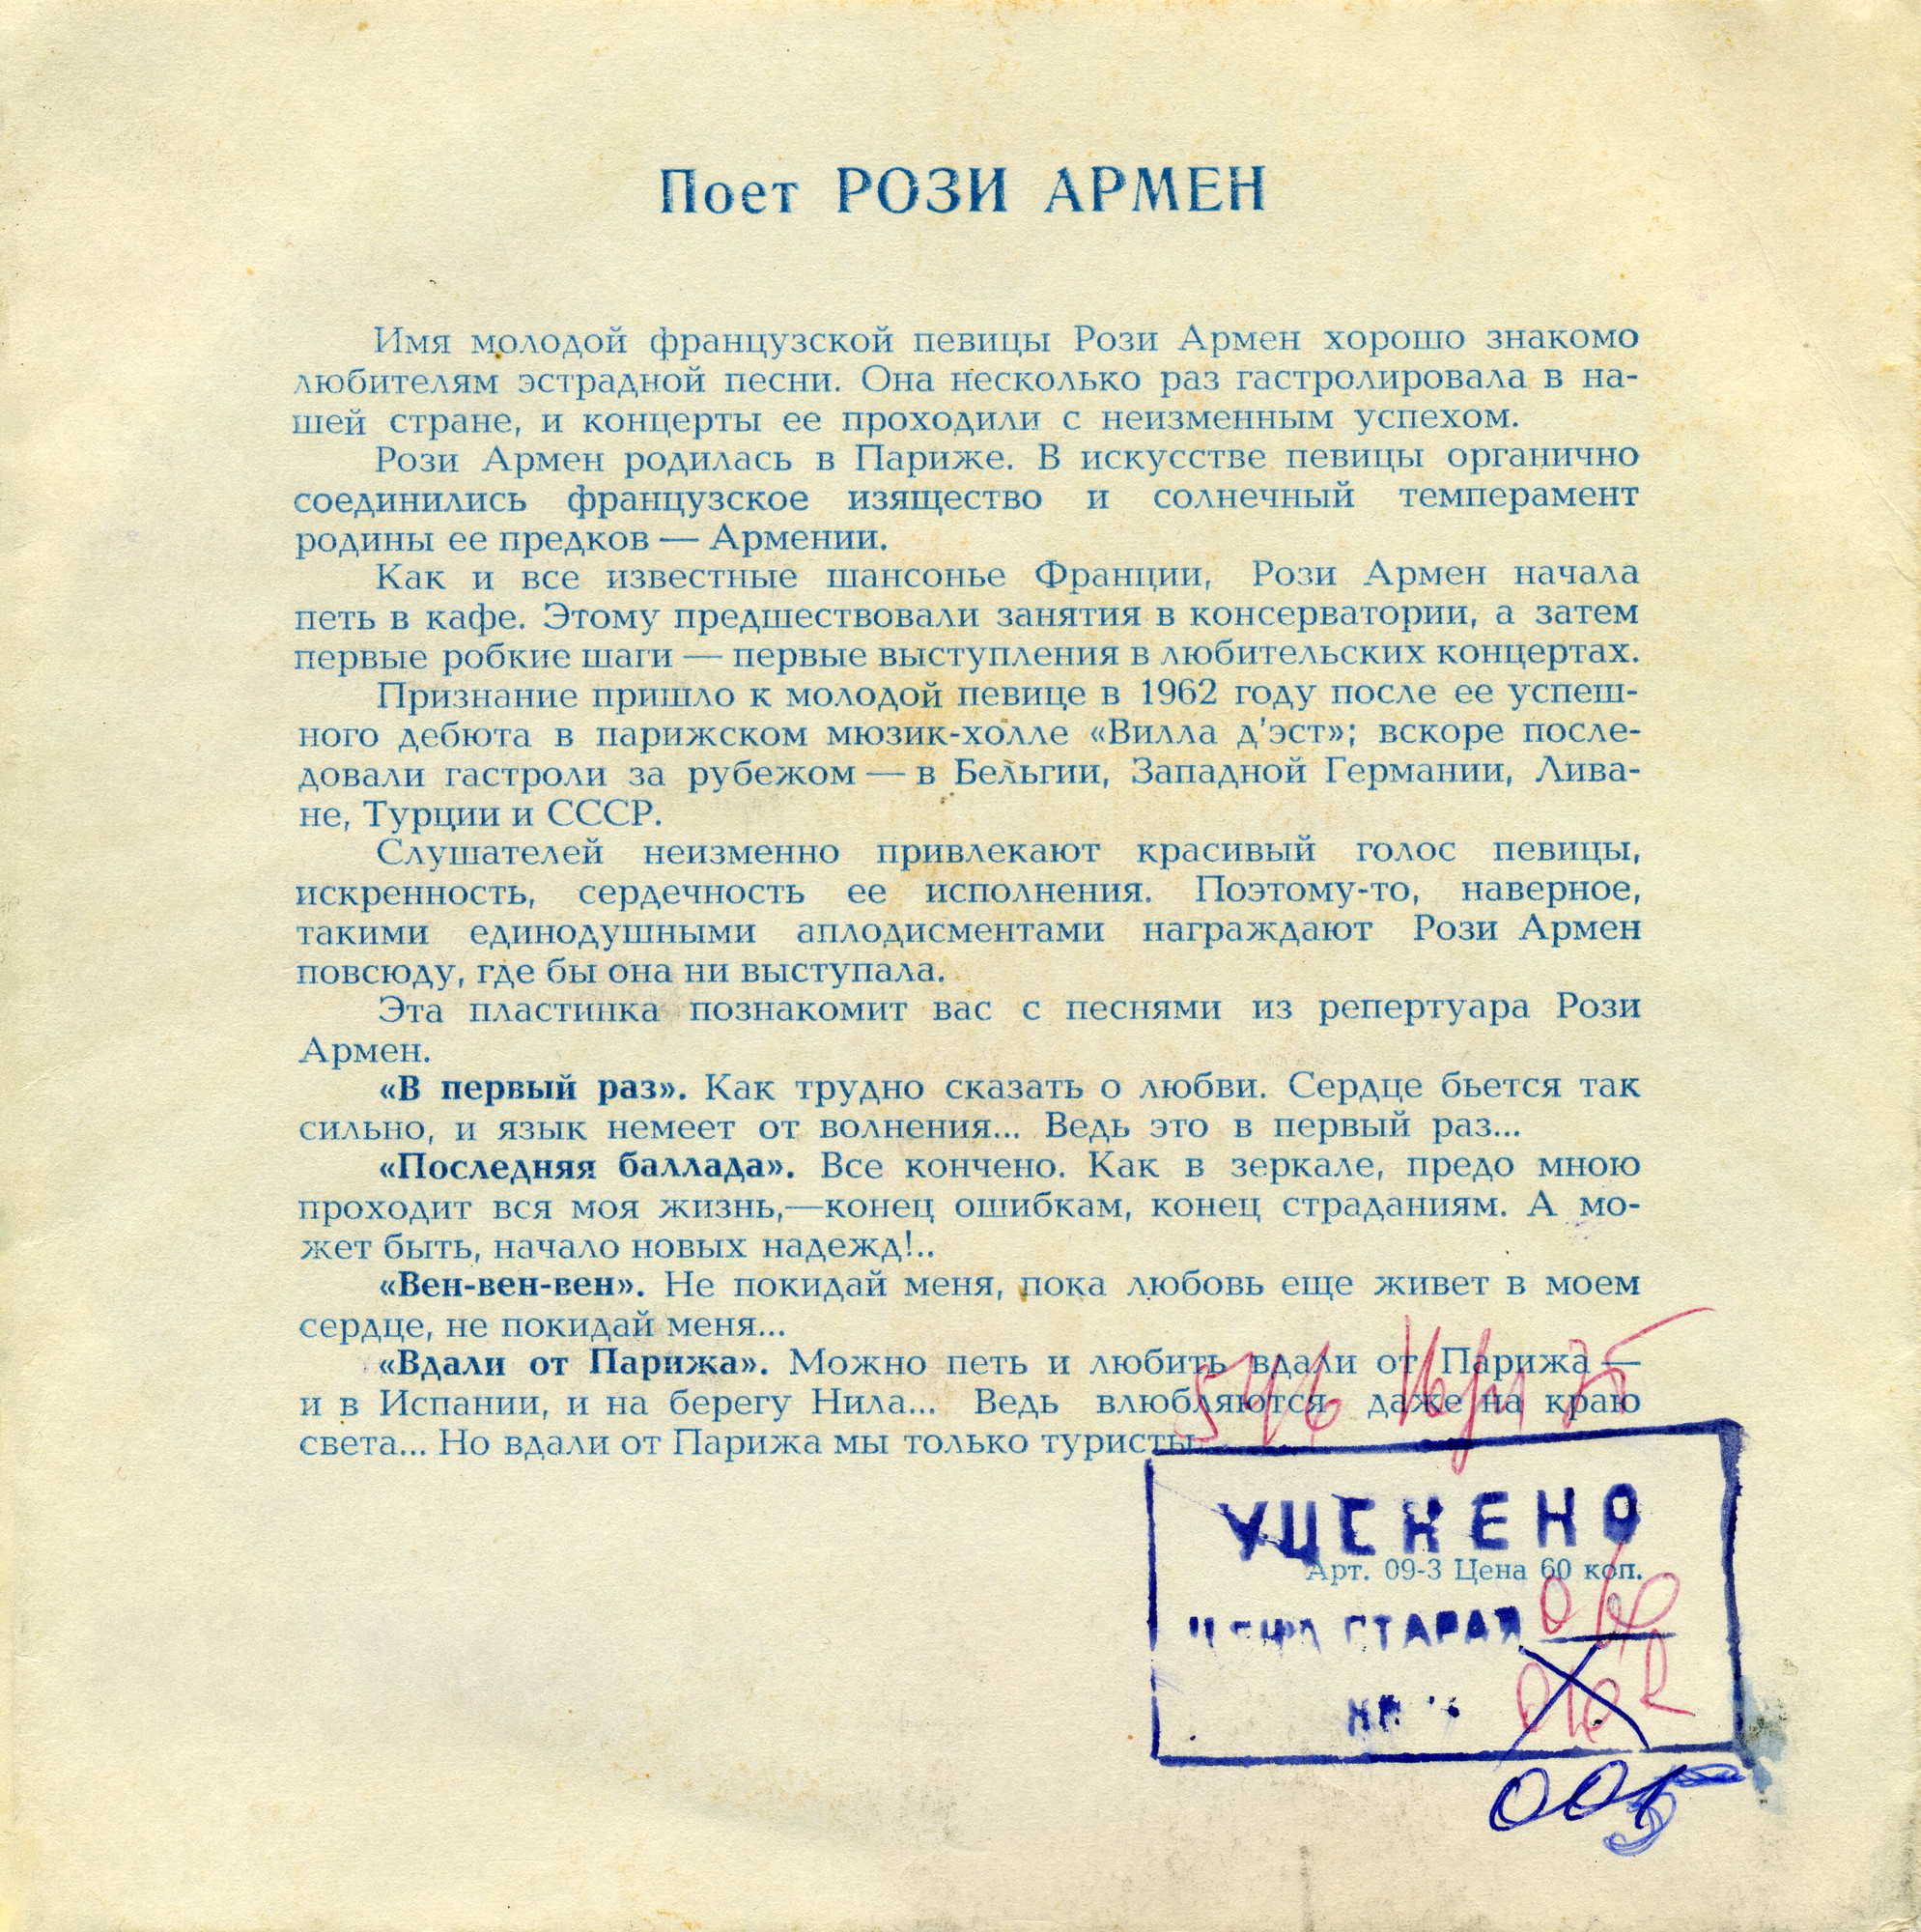 Поет РОЗИ АРМЕН
Имя молодой французской певицы Рози Армен хорошо знакомо
любителям эстрадной песни. Она несколько раз гастролировала в на-
шей стране, и концерты ее проходили с неизменным успехом.
Рози Армен родилась в Париже. В искусстве певицы органично
соединились французское изящество и солнечный темперамент
родины ее предков — Армении.
Как и все известные шансонье Франции, Рози Армен начала
петь в кафе. Этому предшествовали занятия в консерватории, а затем
первые робкие шаги — первые выступления в любительских концертах.
Признание пришло к молодой певице в 1962 году после ее успеш-
ного дебюта в парижском мюзик-холле «Вилла д'эст»; вскоре после-
довали гастроли за рубежом — в Бельгии, Западной Германии, Лива-
не, Турции и СССР.
Слушателей неизменно привлекают красивый голос певицы,
искренность, сердечность ее исполнения. Поэтому-то, наверное,
такими единодушными аплодисментами награждают Рози Армен
повсюду, где бы она ни выступала.
Эта пластинка познакомит вас с песнями из репертуара Рози
Армен.
«В первый раз». Как трудно сказать о любви. Сердце бьется так
сильно, и язык немеет от волнения... Ведь это в первый раз...
«Последняя баллада». Все кончено. Как в зеркале, предо мною
проходит вся моя жизнь,—конец ошибкам, конец страданиям. А мо-
жет быть, начало новых надежд!..
«Вен-вен-вен». Не покидай меня, пока любовь еще живет в моем
сердце, не покидай меня...
«Вдали от Парижа». Можно петь и любить вдали от Парижа —
и в Испании, и на берегу Нила... Ведь влюбляются даже на краю
света... Но вдали от Парижа мы только туристы...
УЦЕНЕНО
Арт. 09-3 Цена 60 коп.
ЦЕНА СТАРАЯ